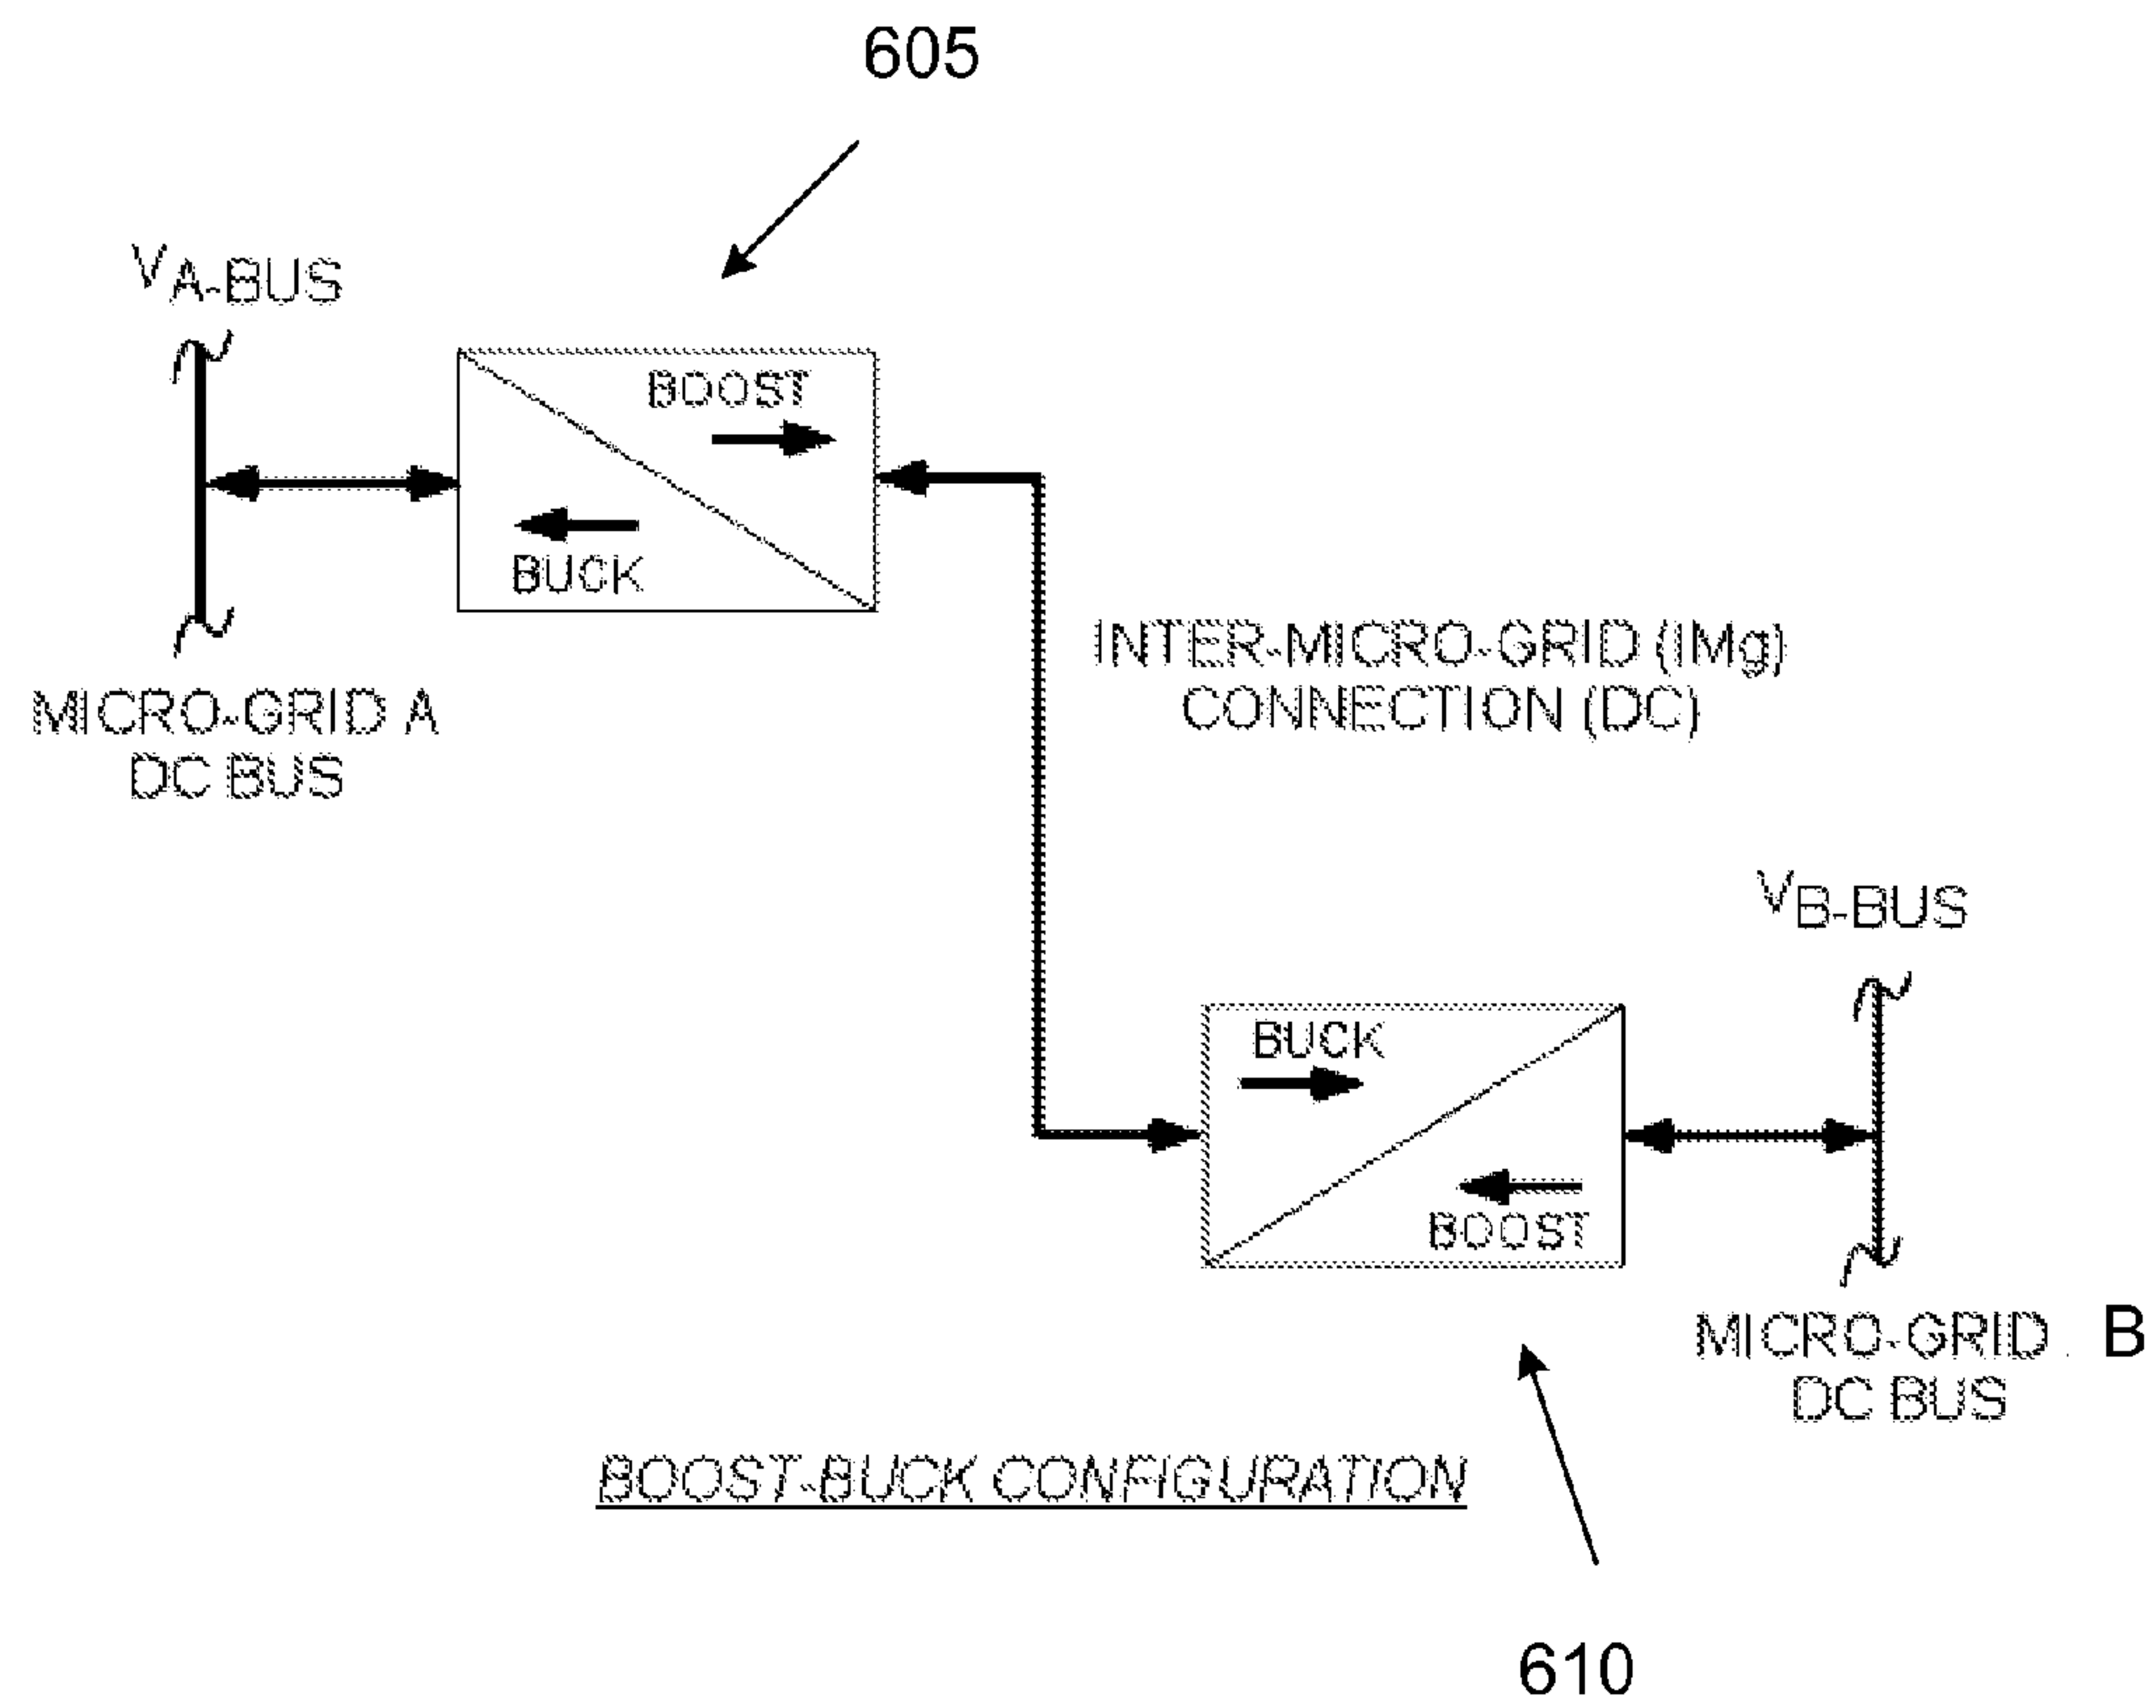 605
VA-BUS
BOOST
BUCK
MICRO-GRID A
DC BUS
INTER-MICRO-GRID (IMg)
CONNECTION (DC)
VB-BUS
BUCK
BOOST
MICRO-GRID B
DC BUS
BOOST-BUCK CONFIGURATION
610